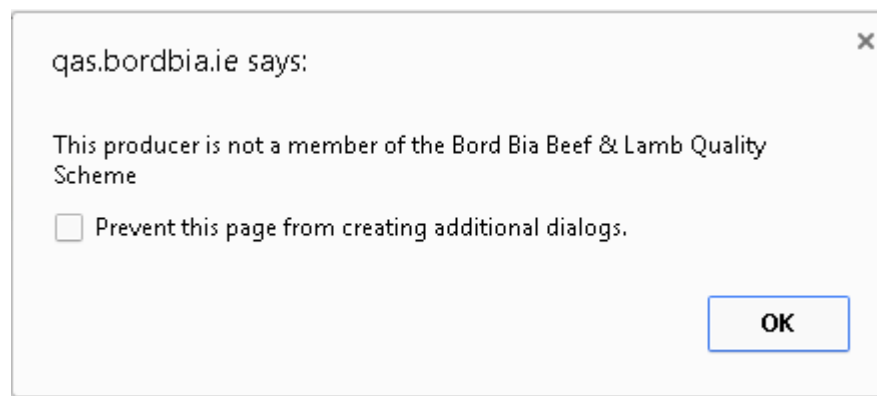 qas.bordbia.ie says:
This producer is not a member of the Bord Bia Beef & Lamb Quality
Scheme
Prevent this page from creating additional dialogs.
OK